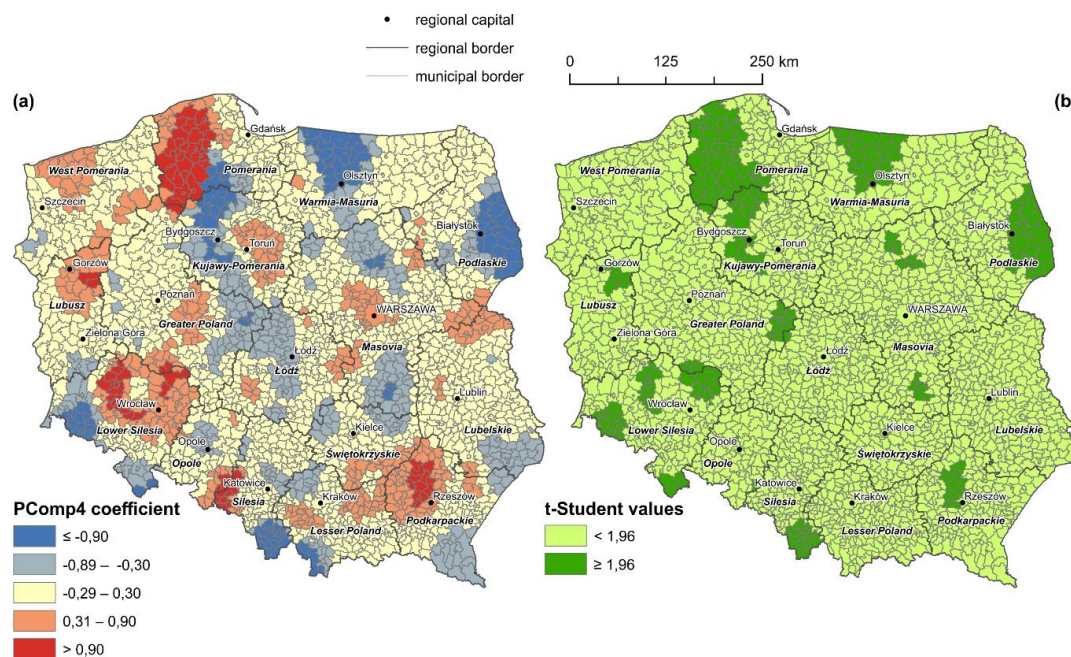 regional capital
regional border
municipal border
0 125 250 km
(a)
Gdańsk
West Pomerania
Pomerania
Olsztyn
Szczecin
Warmia-Masuria
Bydgoszcz
Białystok
Toruń
Gorzów
Kujawy-Pomerania
Podlaskie
Lubusz
Poznań
WARSZAWA
Greater Poland
Zielona Góra
Masovia
Łódź
Łódź
Wrocław
Lublin
Lower Silesia
Kielce
Lubelskie
Opole
Opole
Świętokrzyskie
Katowice
Silesia
Kraków
Rzeszów
Lesser Poland
Podkarpackie
PComp4 coefficient
≤ -0,90
-0,89 – -0,30
-0,29 – 0,30
0,31 – 0,90
> 0,90
(b)
Gdańsk
West Pomerania
Pomerania
Olsztyn
Szczecin
Warmia-Masuria
Bydgoszcz
Białystok
Toruń
Gorzów
Kujawy-Pomerania
Podlaskie
Lubusz
Poznań
WARSZAWA
Greater Poland
Zielona Góra
Masovia
Łódź
Łódź
Wrocław
Lublin
Lower Silesia
Kielce
Lubelskie
Opole
Opole
Świętokrzyskie
Katowice
Silesia
Kraków
Rzeszów
Lesser Poland
Podkarpackie
t-Student values
< 1,96
≥ 1,96